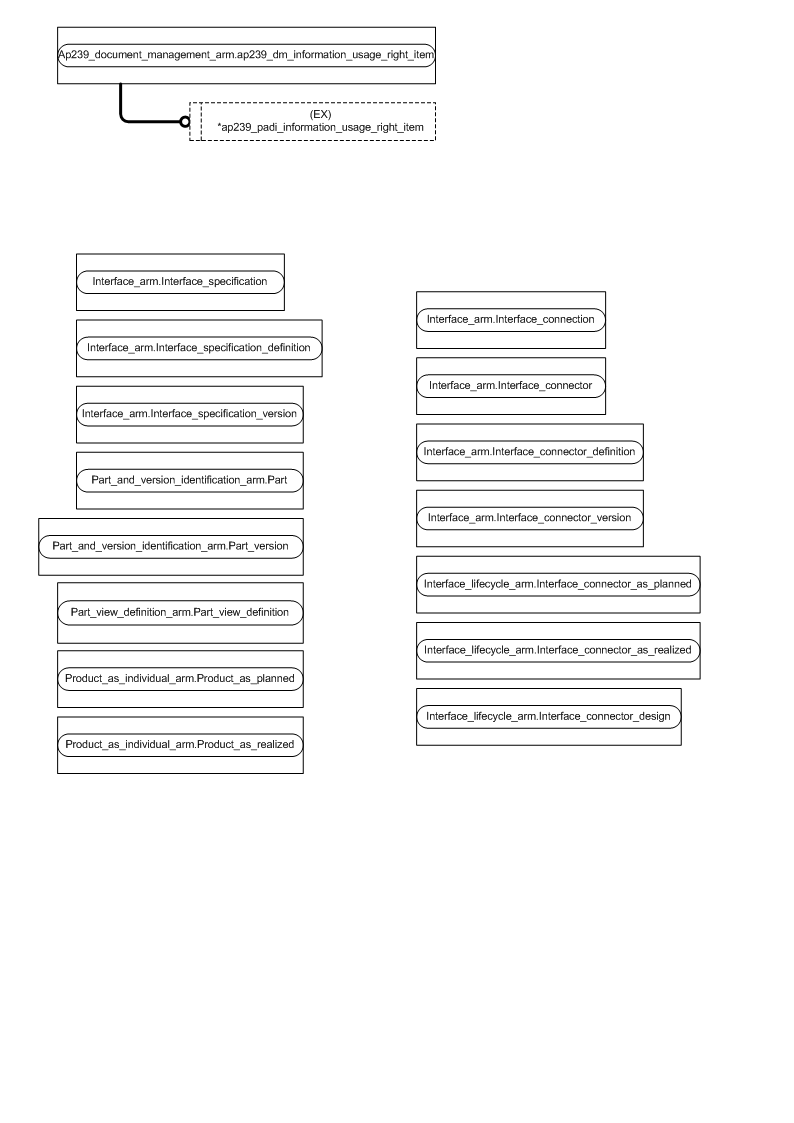 Ap239_document_management_arm.ap239_dm_information_usage_right_item
(EX)
*ap239_padi_information_usage_right_item
Interface_arm.Interface_specification
Interface_arm.Interface_specification_definition
Interface_arm.Interface_specification_version
Part_and_version_identification_arm.Part
Part_and_version_identification_arm.Part_version
Part_view_definition_arm.Part_view_definition
Product_as_individual_arm.Product_as_planned
Product_as_individual_arm.Product_as_realized
Interface_arm.Interface_connection
Interface_arm.Interface_connector
Interface_arm.Interface_connector_definition
Interface_arm.Interface_connector_version
Interface_lifecycle_arm.Interface_connector_as_planned
Interface_lifecycle_arm.Interface_connector_as_realized
Interface_lifecycle_arm.Interface_connector_design